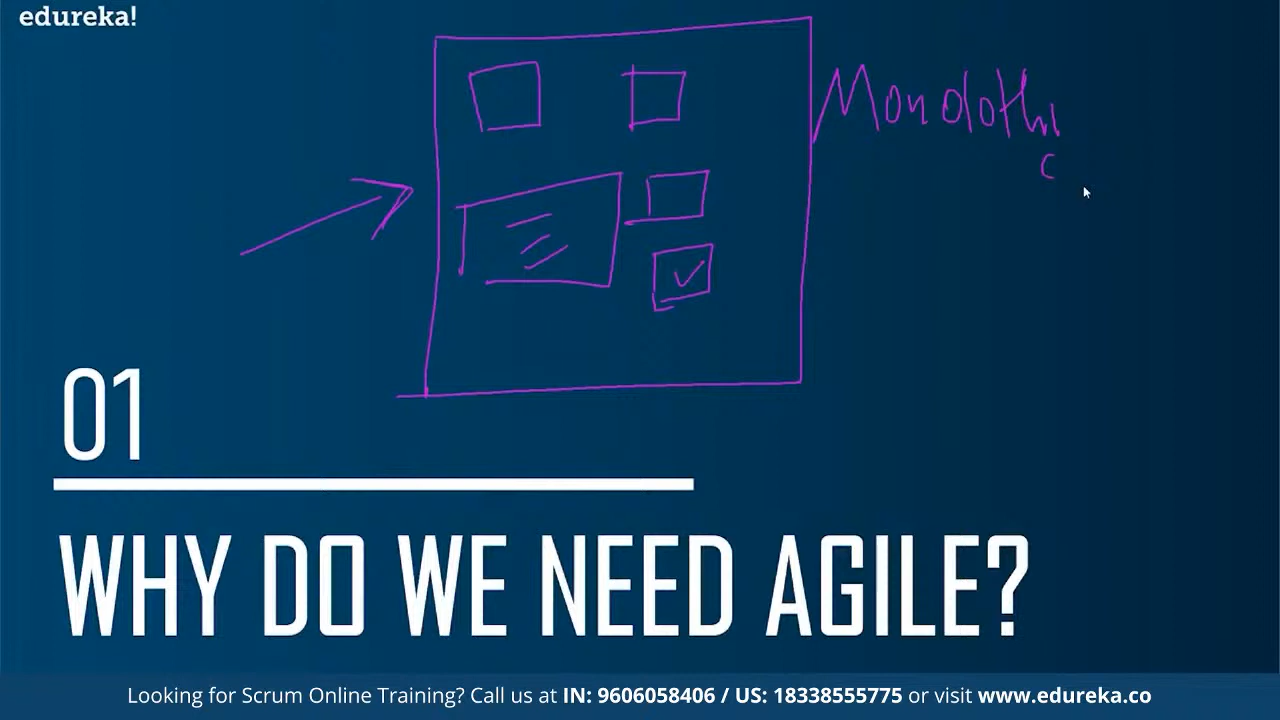 edureka!
Monolothi
c
01
WHY DO WE NEED AGILE?
Looking for Scrum Online Training? Call us at IN: 9606058406 / US: 18338555775 or visit www.edureka.co